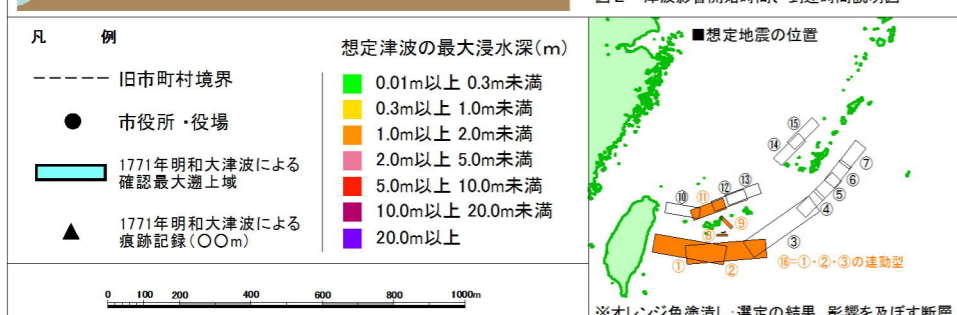 図2 津波影響開始時間、到達時間説明図
凡 例
旧市町村境界
市役所・役場
1771年明和大津波による
確認最大遡上域
1771年明和大津波による
痕跡記録(〇〇m)
想定津波の最大浸水深(m)
0.01m以上 0.3m未満
0.3m以上 1.0m未満
1.0m以上 2.0m未満
2.0m以上 5.0m未満
5.0m以上 10.0m未満
10.0m以上 20.0m未満
20.0m以上
0 100 200 400 600 800 1000m
■想定地震の位置
⑮
⑭
⑦
⑥
⑤
④
⑬
⑫
⑪
⑩
⑨
⑧
③
①
②
⑯=①・②・③の連動型
※オレンジ色塗潰し:選定の結果、影響を及ぼす断層